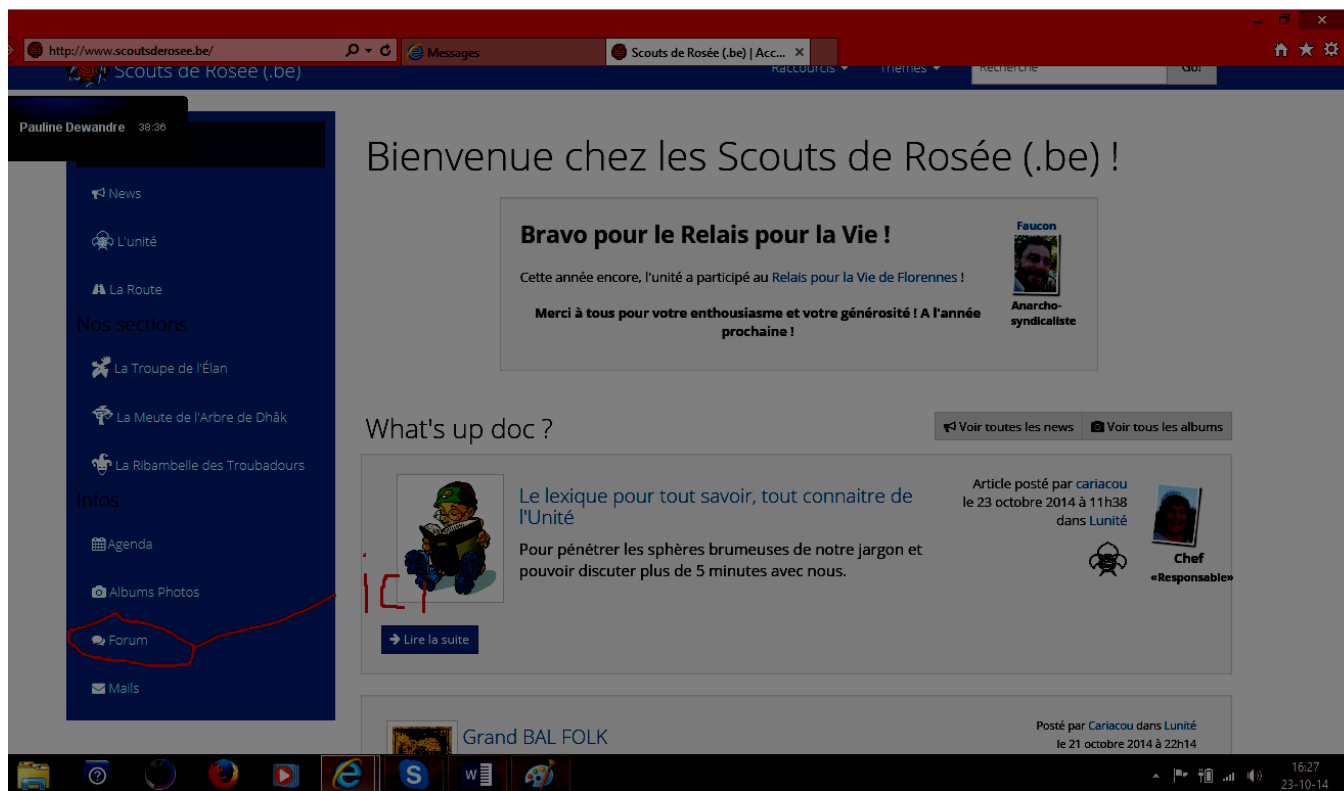 http://www.scoutsderosee.be/
Messages
Scouts de Rosée (.be) | Acc...
Scouts de Rosée (.be)
Raccourcis
Thèmes
Recherche
Go!
Pauline Dewandre 38:36
News
L'unité
La Route
Nos sections
La Troupe de l'Élan
La Meute de l'Arbre de Dhâk
La Ribambelle des Troubadours
Infos
Agenda
Albums Photos
Forum
Mails
Bienvenue chez les Scouts de Rosée (.be) !
Bravo pour le Relais pour la Vie !
Cette année encore, l'unité a participé au Relais pour la Vie de Florennes !
Merci à tous pour votre enthousiasme et votre générosité ! A l'année
prochaine !
Faucon
Anarcho-
syndicaliste
What's up doc ?
Voir toutes les news
Voir tous les albums
Le lexique pour tout savoir, tout connaitre de
l'Unité
Pour pénétrer les sphères brumeuses de notre jargon et
pouvoir discuter plus de 5 minutes avec nous.
Article posté par cariacou
le 23 octobre 2014 à 11h38
dans Lunité
Chef
«Responsable»
ici
Lire la suite
Grand BAL FOLK
Posté par Cariacou dans Lunité
le 21 octobre 2014 à 22h14
16:27
23-10-14